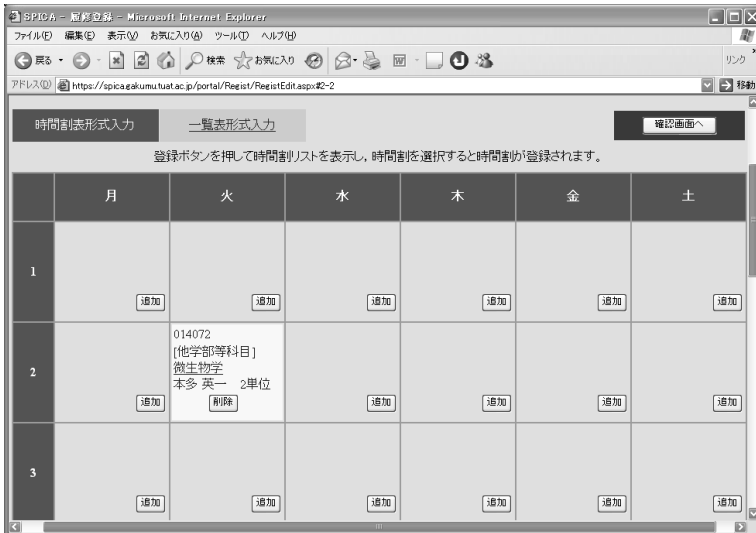 SPICA - 履修登録 - Microsoft Internet Explorer
ファイル(F) 編集(E) 表示(V) お気に入り(A) ツール(T) ヘルプ(H)
戻る 検索 お気に入り リンク
アドレス(D) https://spica.gakumu.tuat.ac.jp/portal/Regist/RegistEdit.aspx#2-2 移動
時間割表形式入力 一覧表形式入力 確認画面へ
登録ボタンを押して時間割リストを表示し，時間割を選択すると時間割が登録されます。
月 火 水 木 金 土
1
追加 追加 追加 追加 追加 追加
014072
[他学部等科目]
2 微生物学
本多 英一 2単位
追加 削除 追加 追加 追加 追加
3
追加 追加 追加 追加 追加 追加